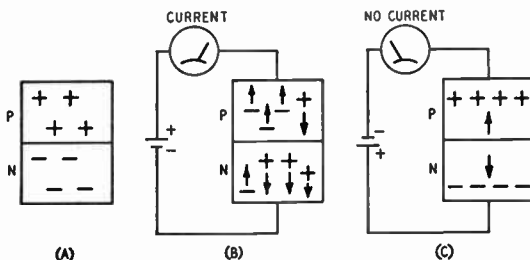 CURRENT
NO CURRENT
P
+ +
+ +
N
− −
− −
(A)
+
−
P
− − +
−
N
+ + +
−
(B)
−
+
P
+ + + +
N
− − − −
(C)